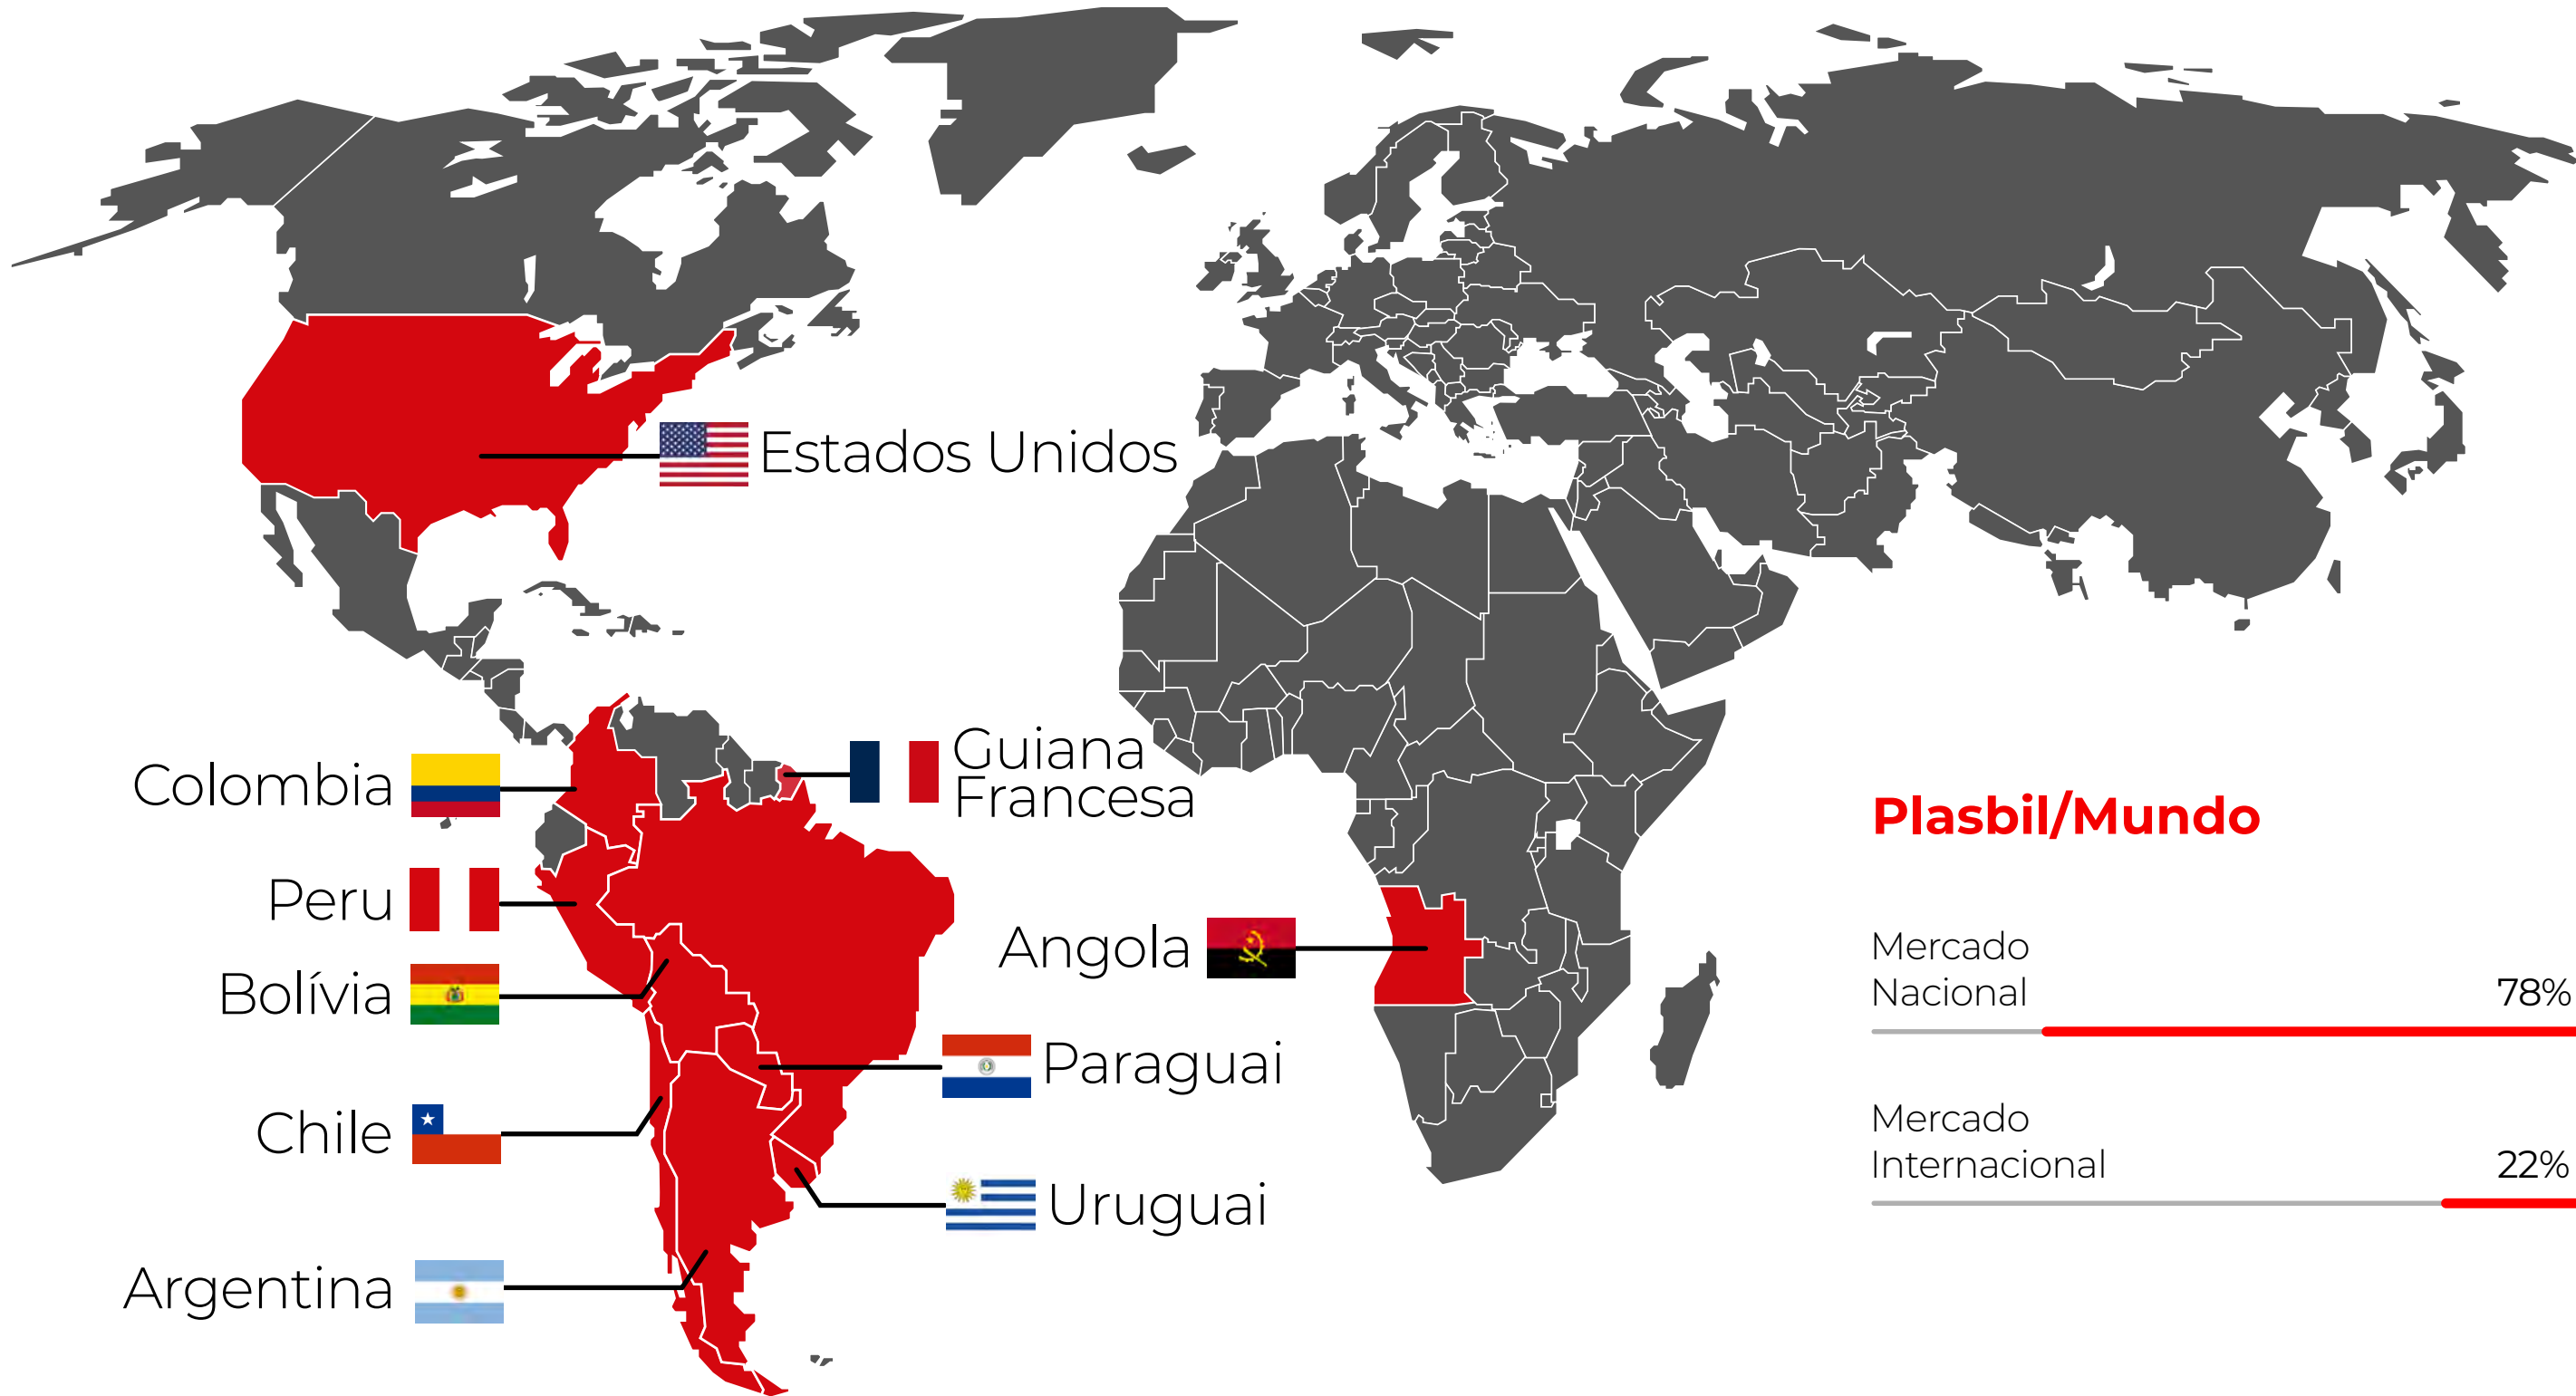 Estados Unidos
Colombia
Guiana
Francesa
Peru
Bolívia
Angola
Paraguai
Chile
Uruguai
Argentina
Plasbil/Mundo
Mercado
Nacional 78%
Mercado
Internacional 22%